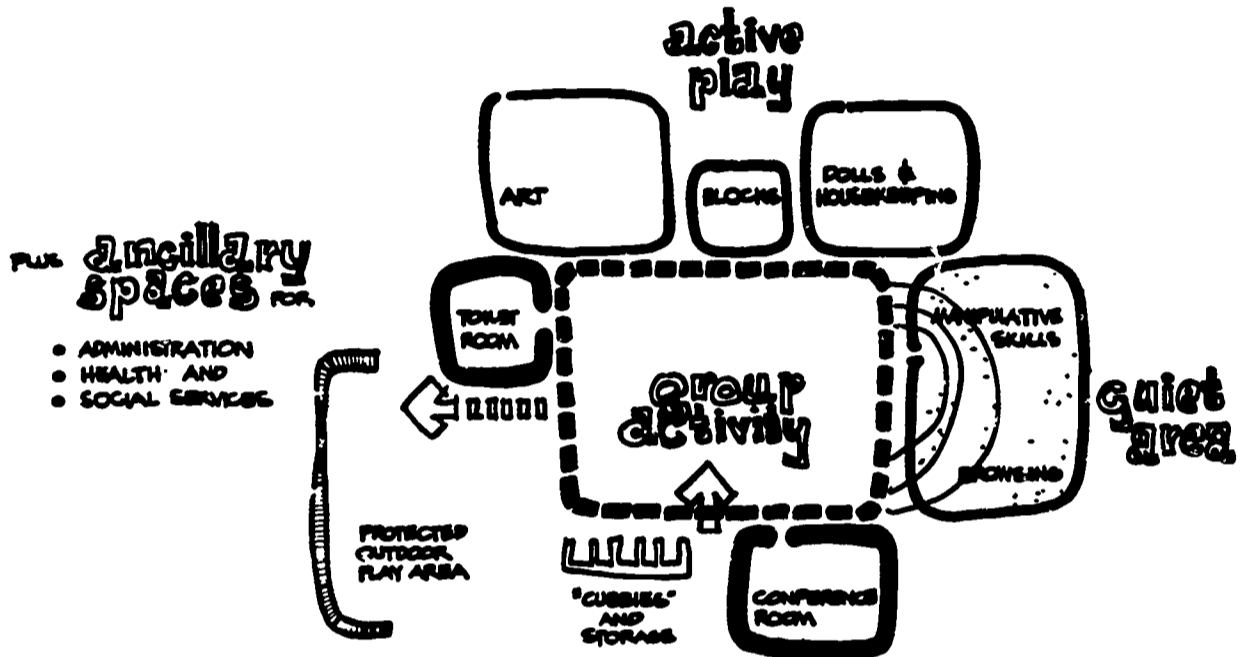 active
play
ART
BLOCKS
DOLLS &
HOUSEKEEPING
PLUS ancillary
spaces FOR
• ADMINISTRATION
• HEALTH AND
• SOCIAL SERVICES
TOILET
ROOM
MANIPULATIVE
SKILLS
group
activity
quiet
area
BROWSING
PROTECTED
OUTDOOR
PLAY AREA
"CUBBIES"
AND
STORAGE
CONFERENCE
ROOM